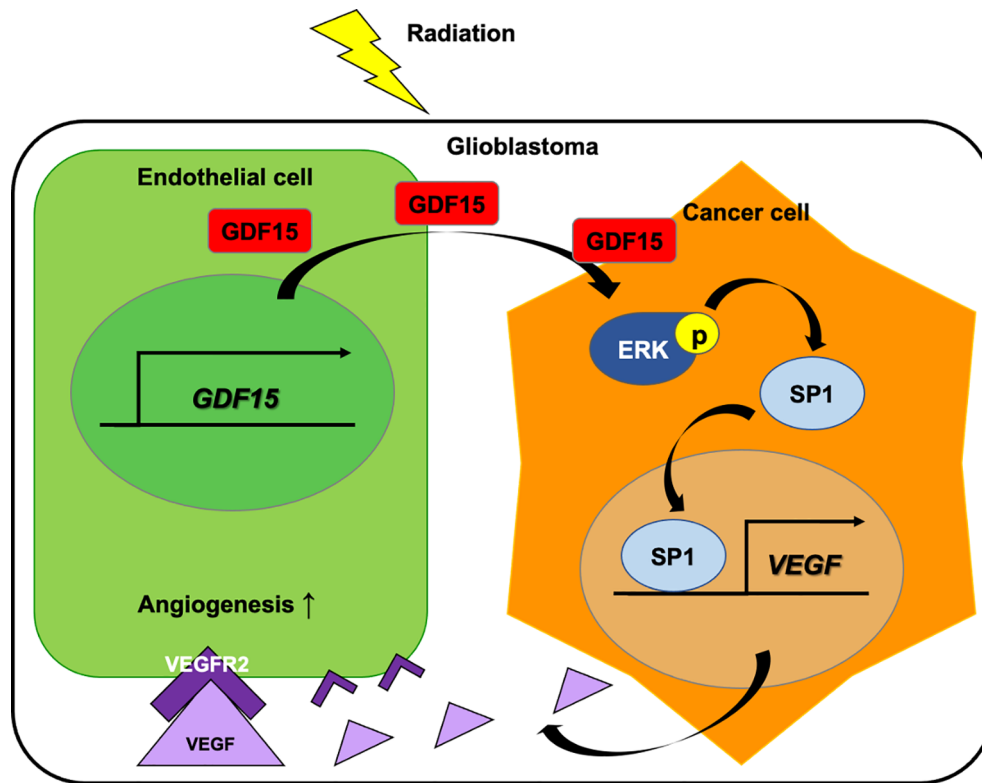 Radiation
Glioblastoma
Endothelial cell
GDF15
GDF15
GDF15
Cancer cell
GDF15
ERK
p
SP1
SP1
VEGF
Angiogenesis ↑
VEGFR2
VEGF